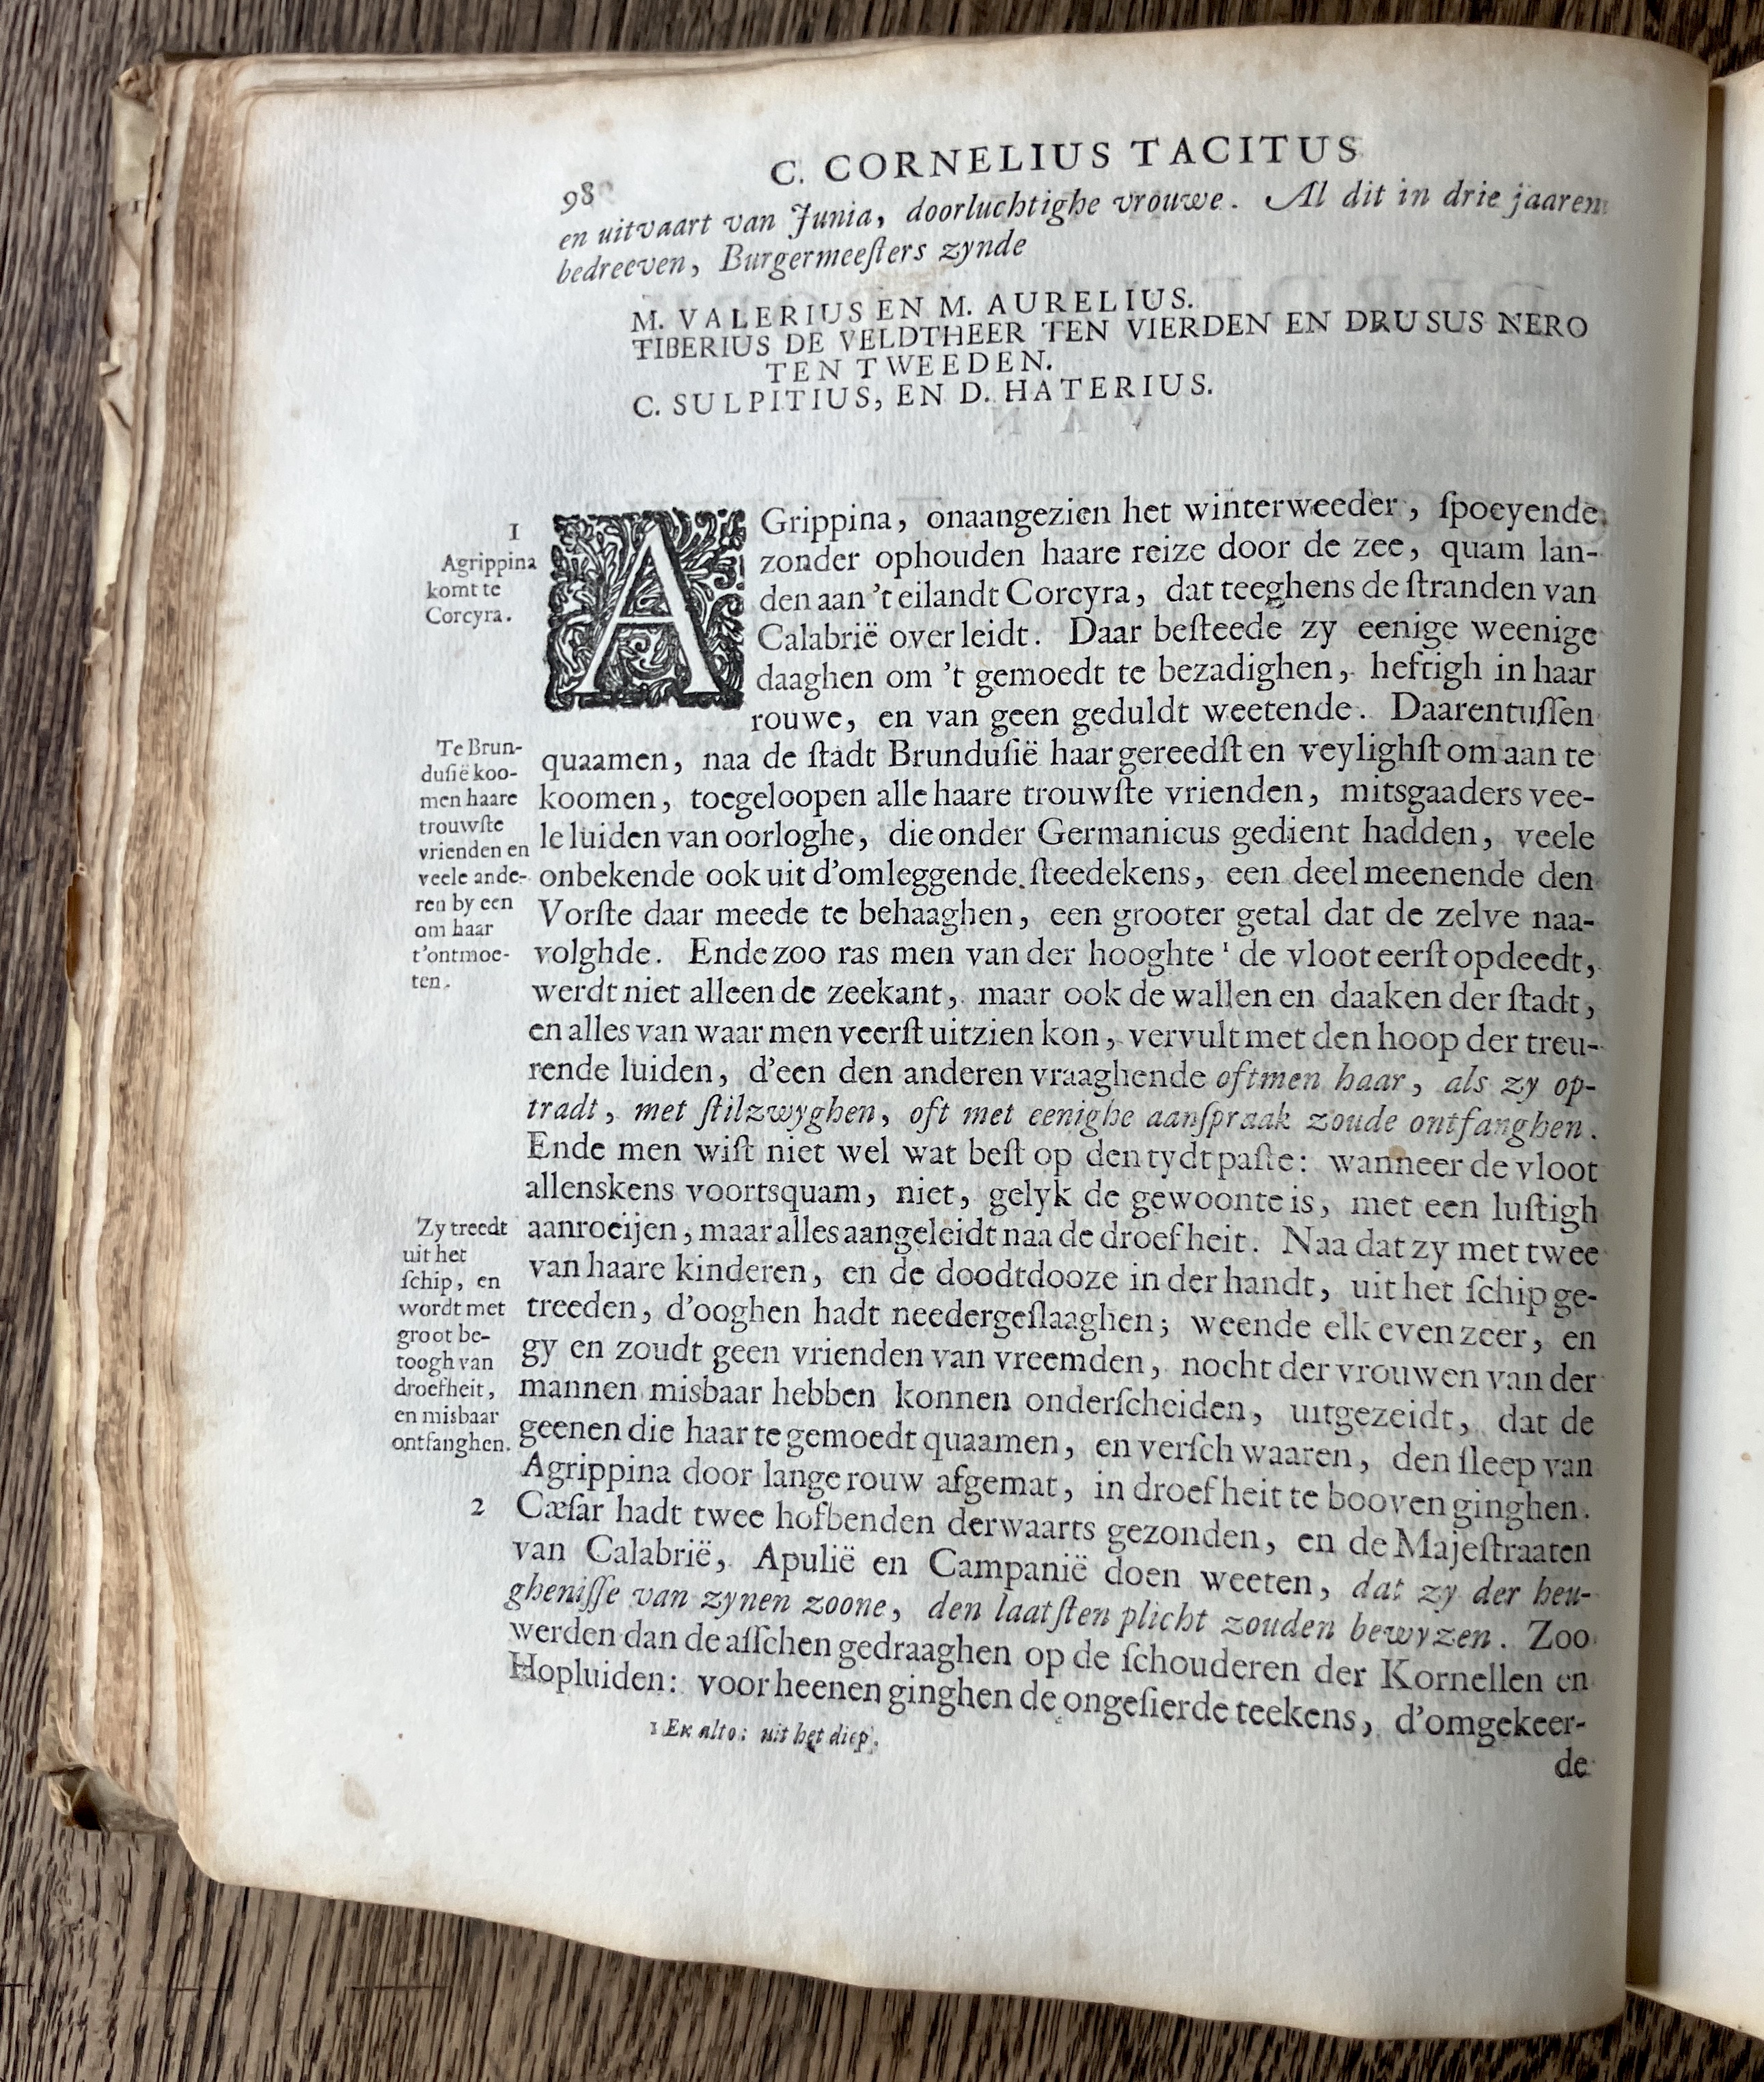 98
C. CORNELIUS TACITUS
en uitvaart van Junia, doorluchtighe vrouwe. Al dit in drie jaaren
bedreeven, Burgermeeſters zynde
M. VALERIUS EN M. AURELIUS.
TIBERIUS DE VELDTHEER TEN VIERDEN EN DRUSUS NERO
TEN TWEEDEN.
C. SULPITIUS, EN D. HATERIUS.
1
Agrippina
komt te
Corcyra.
AGrippina, onaangezien het winterweeder, ſpoeyende
zonder ophouden haare reize door de zee, quam lan-
den aan 't eilandt Corcyra, dat teeghens de ſtranden van
Calabrië over leidt. Daar beſteede zy eenige weenige
daaghen om 't gemoedt te bezadighen, heftigh in haar
rouwe, en van geen geduldt weetende. Daarentuſſen
Te Brun-
duſië koo-
men haare
trouwſte
vrienden en
veele ande-
ren by een
om haar
t'ontmoe-
ten.
quaamen, naa de ſtadt Brunduſië haar gereedſt en veylighſt om aan te
koomen, toegeloopen alle haare trouwſte vrienden, mitsgaaders vee-
le luiden van oorloghe, die onder Germanicus gedient hadden, veele
onbekende ook uit d'omleggende ſteedekens, een deel meenende den
Vorſte daar meede te behaaghen, een grooter getal dat de zelve naa-
volghde. Ende zoo ras men van der hooghte ¹ de vloot eerſt opdeedt,
werdt niet alleen de zeekant, maar ook de wallen en daaken der ſtadt,
en alles van waar men veerſt uitzien kon, vervult met den hoop der treu-
rende luiden, d'een den anderen vraaghende oftmen haar, als zy op-
tradt, met ſtilzwyghen, oft met eenighe aanſpraak zoude ontfanghen.
Ende men wiſt niet wel wat beſt op den tydt paſte: wanneer de vloot
allenskens voortsquam, niet, gelyk de gewoonte is, met een luſtigh
Zy treedt
uit het
ſchip, en
wordt met
groot be-
toogh van
droefheit,
en misbaar
ontfanghen.
aanroeijen, maar alles aangeleidt naa de droefheit. Naa dat zy met twee
van haare kinderen, en de doodtdooze in der handt, uit het ſchip ge-
treeden, d'ooghen hadt needergeſlaaghen; weende elk even zeer, en
gy en zoudt geen vrienden van vreemden, nocht der vrouwen van der
mannen misbaar hebben konnen onderſcheiden, uitgezeidt, dat de
geenen die haar te gemoedt quaamen, en verſch waaren, den ſleep van
Agrippina door lange rouw afgemat, in droefheit te booven ginghen.
2
Cæſar hadt twee hofbenden derwaarts gezonden, en de Majeſtraaten
van Calabrië, Apulië en Campanië doen weeten, dat zy der heu-
gheniſſe van zynen zoone, den laatſten plicht zouden bewyzen. Zoo
werden dan de aſſchen gedraaghen op de ſchouderen der Kornellen en
Hopluiden: voor heenen ginghen de ongeſierde teekens, d'omgekeer-
1 Ex alto: uit het diep.
de